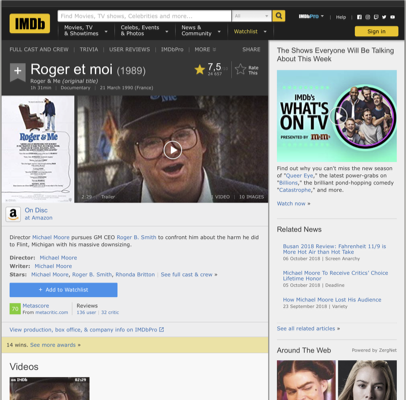 IMDb
Find Movies, TV shows, Celebrities and more...
All
IMDbPro
Help
Movies, TV
& Showtimes
Celebs, Events
& Photos
News &
Community
Watchlist
Sign in
FULL CAST AND CREW | TRIVIA | USER REVIEWS | IMDbPro | MORE
SHARE
Roger et moi (1989)
Roger & Me (original title)
1h 31min | Documentary | 21 March 1990 (France)
7,5
Rate
This
Roger & Me
Trailer
VIDEO
IMAGES
On Disc
at Amazon
Director Michael Moore pursues GM CEO Roger B. Smith to confront him about the harm he did
to Flint, Michigan with his massive downsizing.
Director: Michael Moore
Writer: Michael Moore
Stars: Michael Moore, Roger B. Smith, Rhonda Britton | See full cast & crew »
+ Add to Watchlist
Metascore
From metacritic.com
Reviews
136 user | 32 critic
View production, box office, & company info on IMDbPro
14 wins. See more awards »
Videos
The Shows Everyone Will Be Talking
About This Week
IMDb's
WHAT'S
ON TV
PRESENTED BY
Find out why you can't miss the new season
of "Queer Eye," the latest power-grabs on
"Billions," the brilliant pond-hopping comedy
"Catastrophe," and more.
Watch now »
Related News
Busan 2018 Review: Fahrenheit 11/9 is
More Hot Air than Hot Take
06 October 2018 | Screen Anarchy
Michael Moore To Receive Critics' Choice
Lifetime Honor
05 October 2018 | Deadline
How Michael Moore Lost His Audience
23 September 2018 | Variety
See all related articles »
Around The Web
Powered by ZergNet